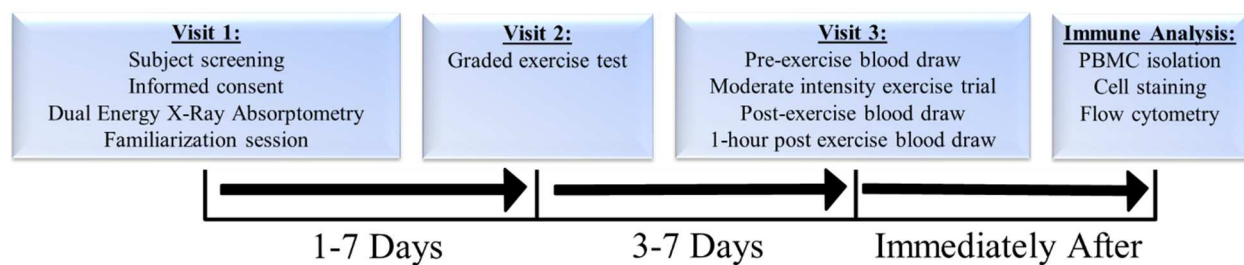 Visit 1:
Subject screening
Informed consent
Dual Energy X-Ray Absorptometry
Familiarization session
Visit 2:
Graded exercise test
Visit 3:
Pre-exercise blood draw
Moderate intensity exercise trial
Post-exercise blood draw
1-hour post exercise blood draw
Immune Analysis:
PBMC isolation
Cell staining
Flow cytometry
1-7 Days
3-7 Days
Immediately After